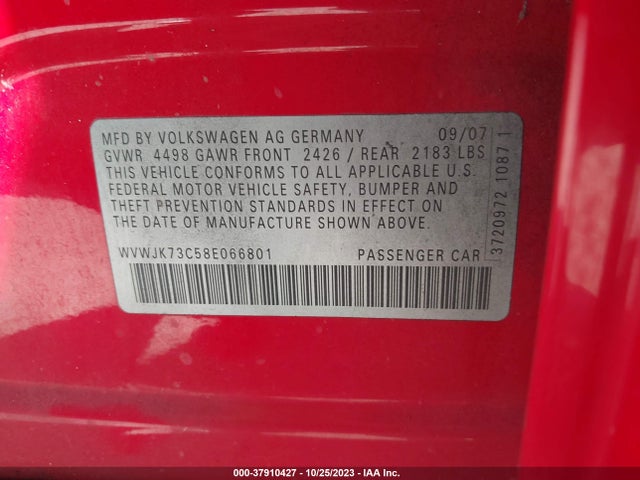 MFD BY VOLKSWAGEN AG GERMANY 09/07
GVWR 4498 GAWR FRONT 2426 / REAR 2183 LBS
THIS VEHICLE CONFORMS TO ALL APPLICABLE U.S.
FEDERAL MOTOR VEHICLE SAFETY, BUMPER AND
THEFT PREVENTION STANDARDS IN EFFECT ON
THE DATE OF MANUFACTURE SHOWN ABOVE.
WVWJK73C58E066801 PASSENGER CAR
3720972 1087 1
000-37910427 - 10/25/2023 - IAA Inc.